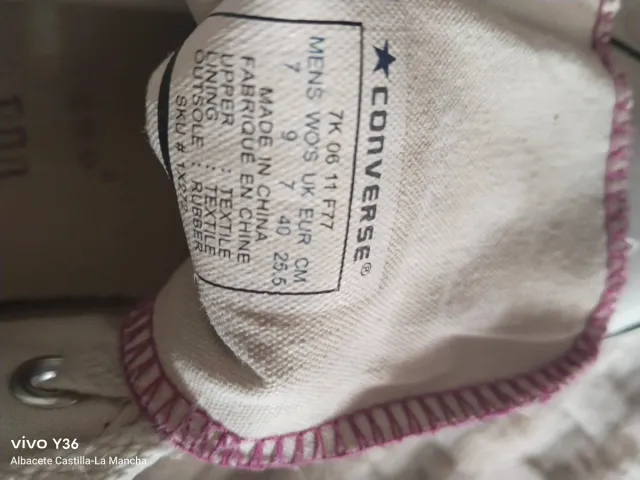 CONVERSE®
7K 06 11 F77
MENS WO'S UK EUR CM
7 9 7 40 25,5
MADE IN CHINA
FABRIQUE EN CHINE
UPPER : TEXTILE
LINING : TEXTILE
OUTSOLE : RUBBER
SKU #
vivo Y36
Albacete Castilla-La Mancha